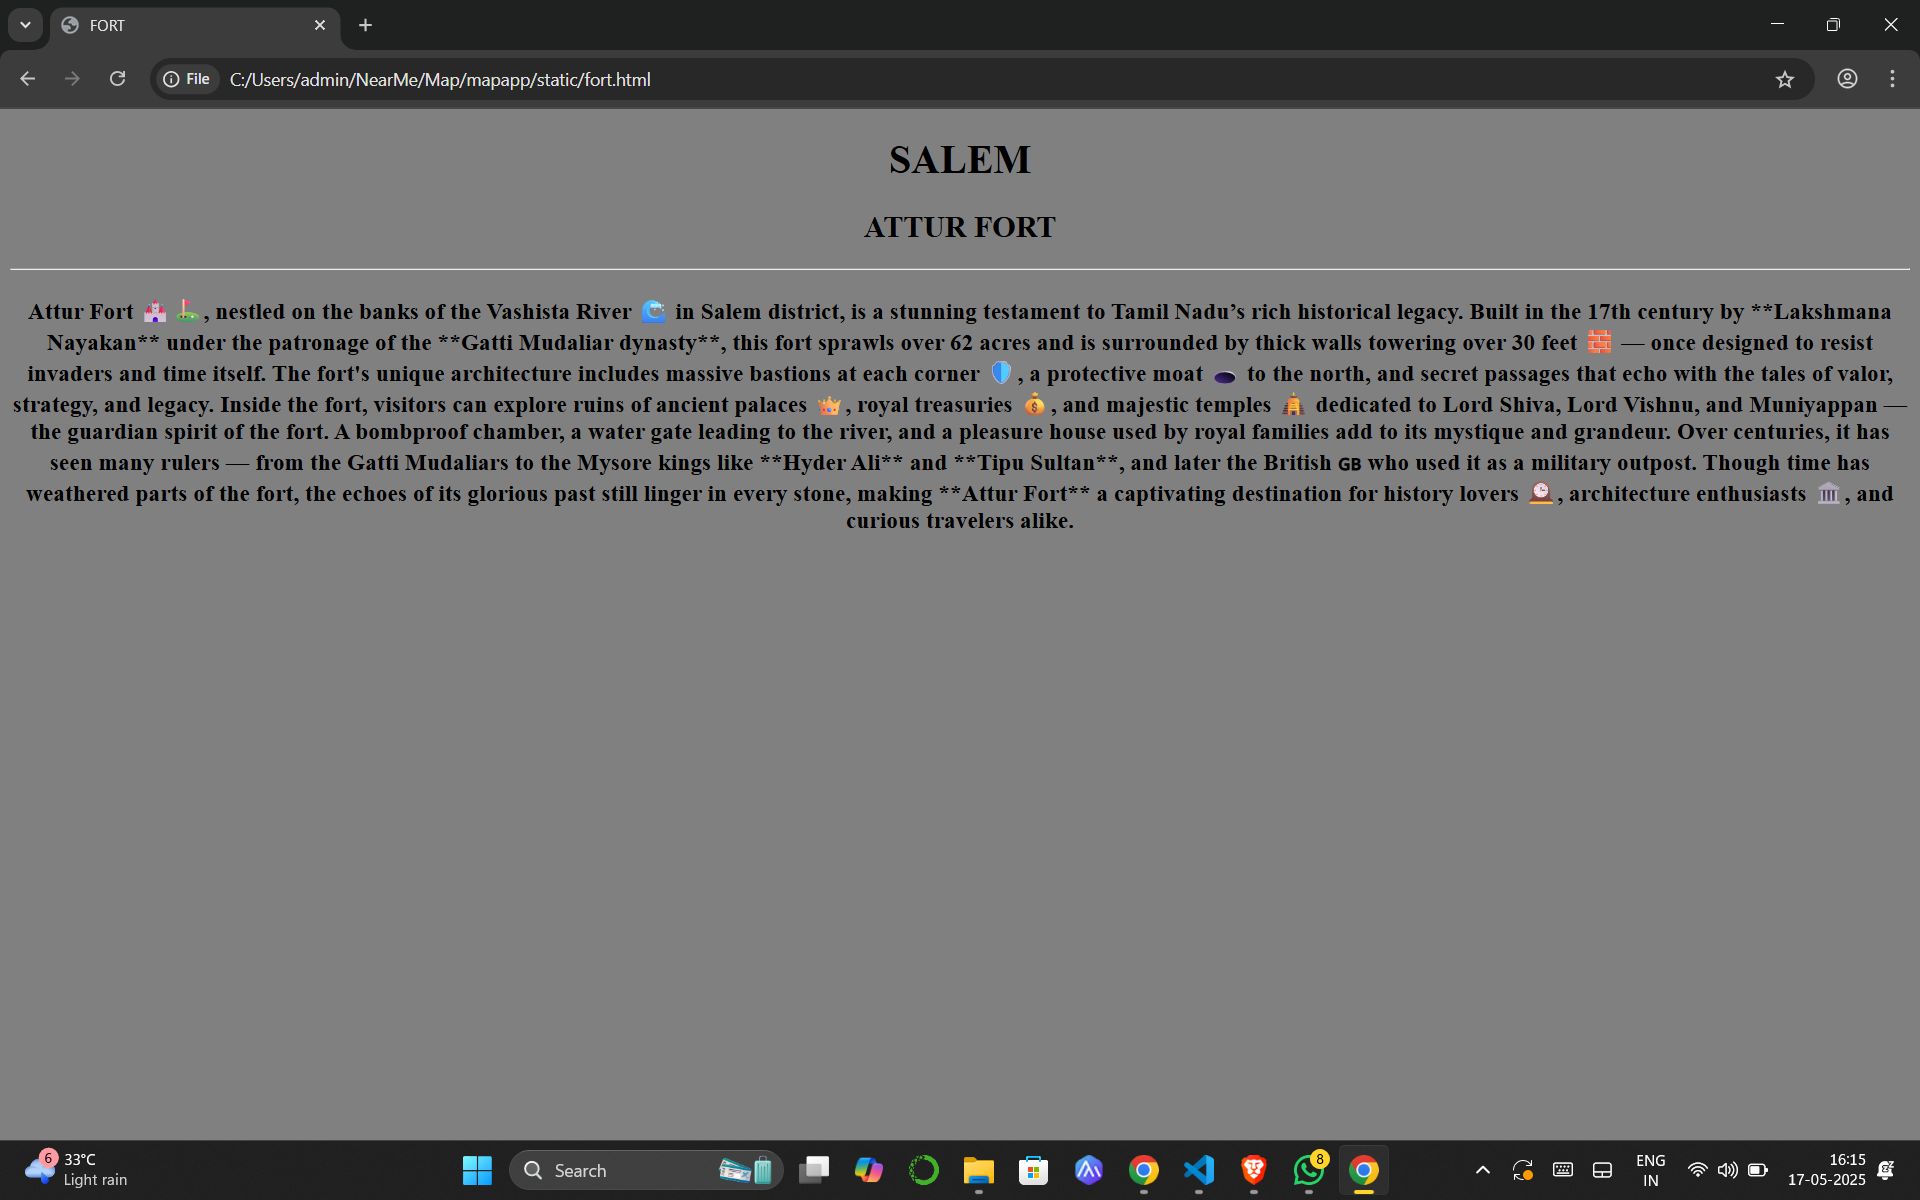 FORT
File
C:/Users/admin/NearMe/Map/mapapp/static/fort.html
SALEM
ATTUR FORT
Attur Fort 🏰 ⛳, nestled on the banks of the Vashista River 🌊 in Salem district, is a stunning testament to Tamil Nadu’s rich historical legacy. Built in the 17th century by **Lakshmana
Nayakan** under the patronage of the **Gatti Mudaliar dynasty**, this fort sprawls over 62 acres and is surrounded by thick walls towering over 30 feet 🧱 — once designed to resist
invaders and time itself. The fort's unique architecture includes massive bastions at each corner 🛡️, a protective moat 🕳️ to the north, and secret passages that echo with the tales of valor,
strategy, and legacy. Inside the fort, visitors can explore ruins of ancient palaces 👑, royal treasuries 💰, and majestic temples 🛕 dedicated to Lord Shiva, Lord Vishnu, and Muniyappan —
the guardian spirit of the fort. A bombproof chamber, a water gate leading to the river, and a pleasure house used by royal families add to its mystique and grandeur. Over centuries, it has
seen many rulers — from the Gatti Mudaliars to the Mysore kings like **Hyder Ali** and **Tipu Sultan**, and later the British GB who used it as a military outpost. Though time has
weathered parts of the fort, the echoes of its glorious past still linger in every stone, making **Attur Fort** a captivating destination for history lovers 🕰️, architecture enthusiasts 🏛️, and
curious travelers alike.
6
33°C
Light rain
Search
8
ENG
IN
16:15
17-05-2025